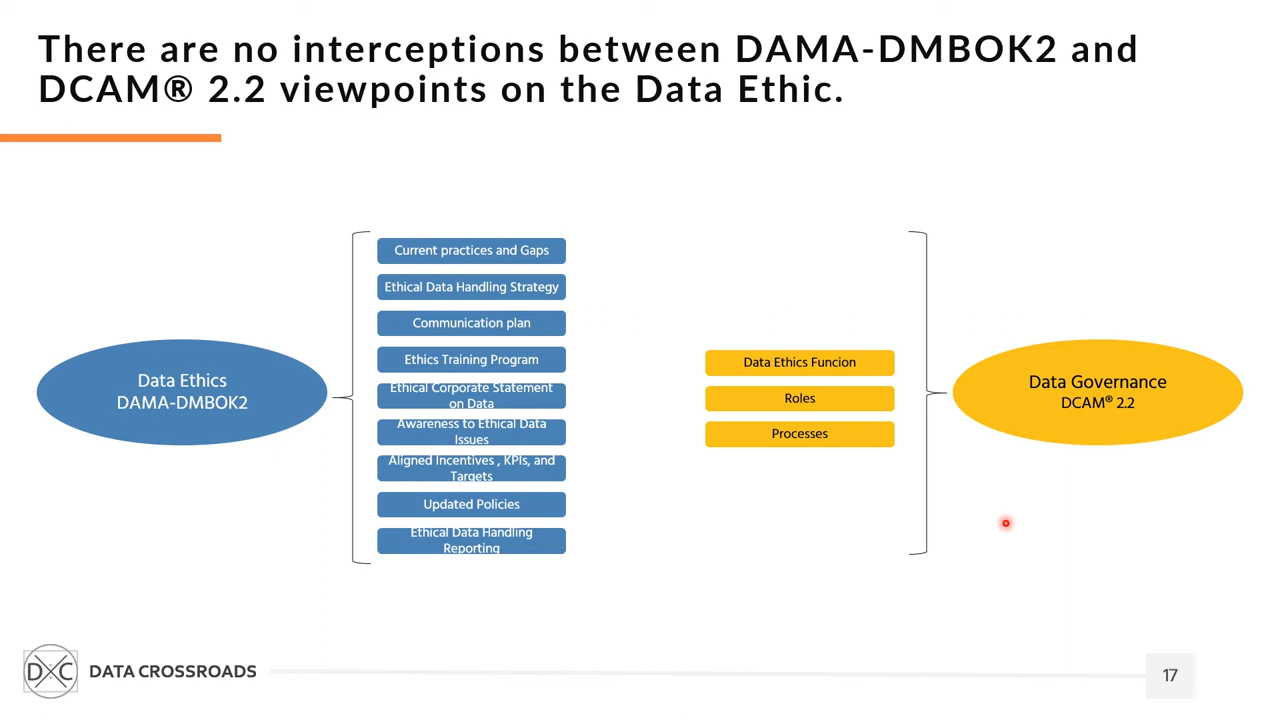 There are no interceptions between DAMA-DMBOK2 and
DCAM® 2.2 viewpoints on the Data Ethic.
Data Ethics
DAMA-DMBOK2
Current practices and Gaps
Ethical Data Handling Strategy
Communication plan
Ethics Training Program
Ethical Corporate Statement
on Data
Awareness to Ethical Data
Issues
Aligned Incentives , KPIs, and
Targets
Updated Policies
Ethical Data Handling
Reporting
Data Ethics Funcion
Roles
Processes
Data Governance
DCAM® 2.2
DXC
DATA CROSSROADS
17